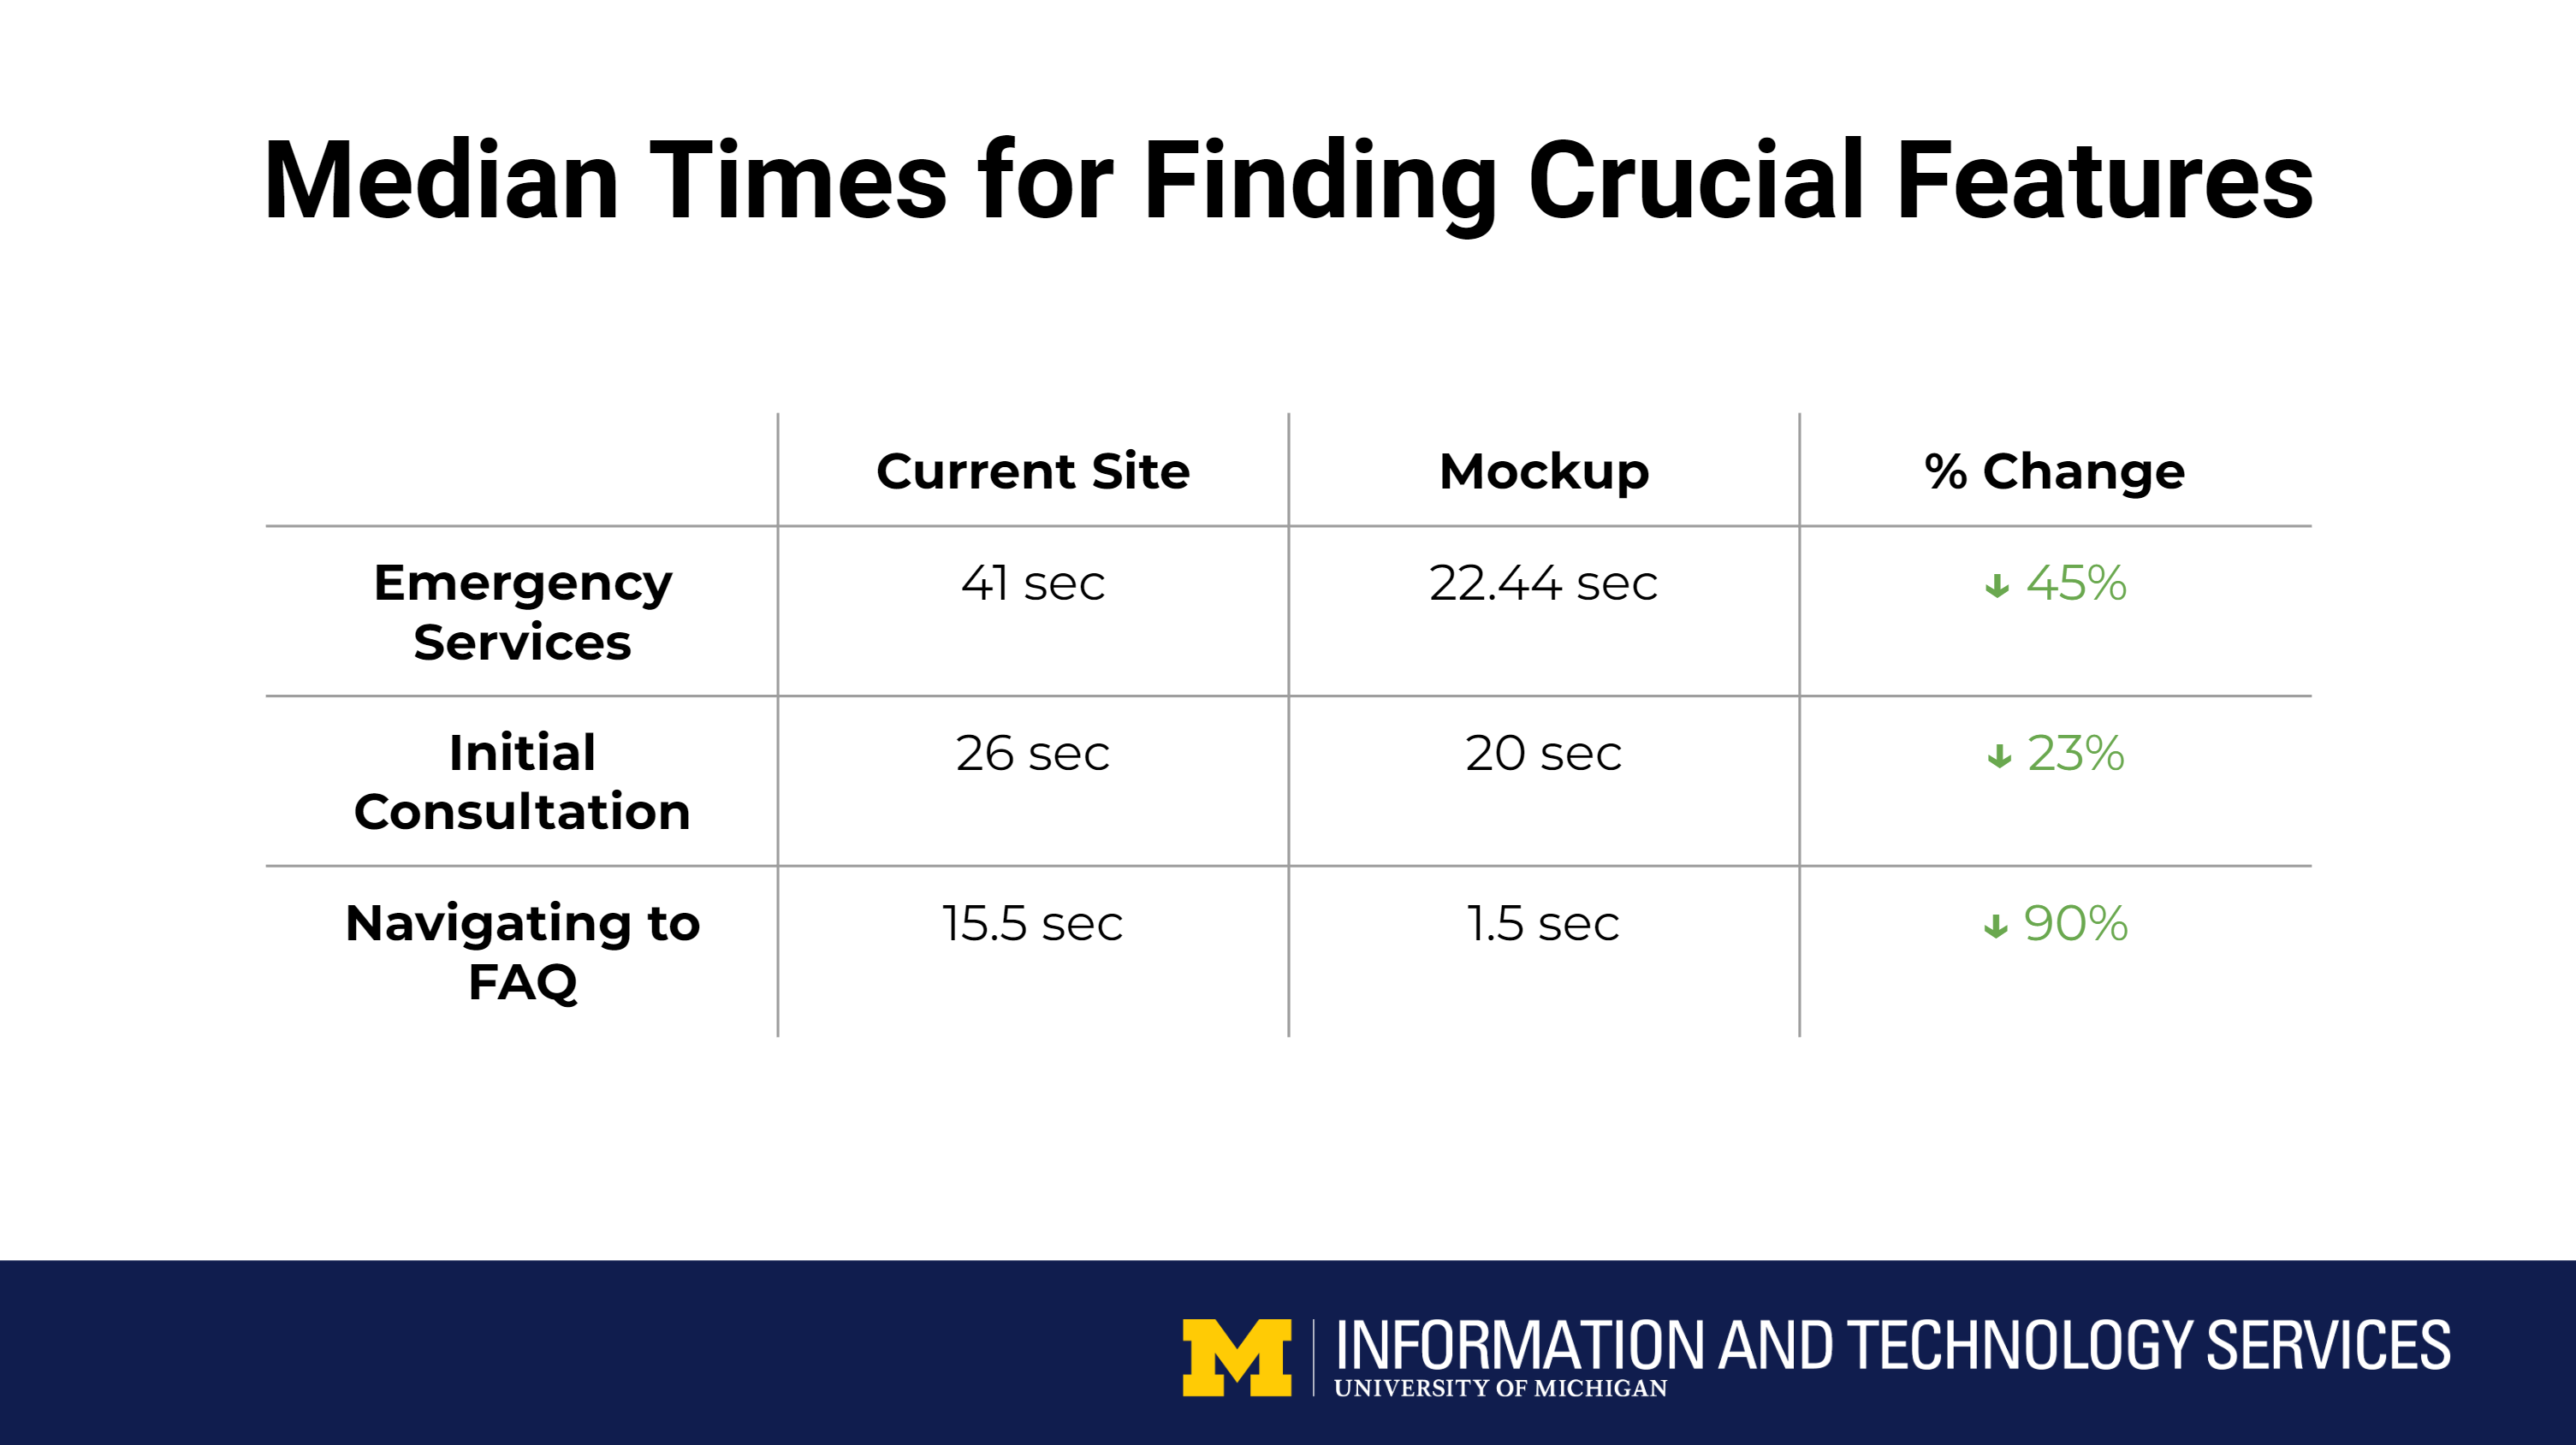 Median Times for Finding Crucial Features
Current Site Mockup % Change
Emergency 41 sec 22.44 sec ↓ 45%
Services
Initial 26 sec 20 sec ↓ 23%
Consultation
Navigating to 15.5 sec 1.5 sec ↓ 90%
FAQ
M INFORMATION AND TECHNOLOGY SERVICES
UNIVERSITY OF MICHIGAN